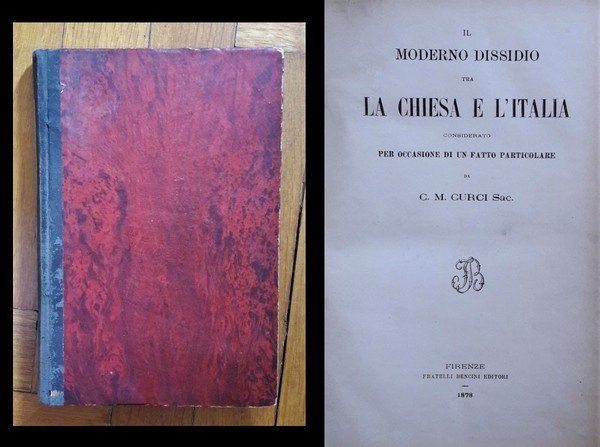 IL
MODERNO DISSIDIO
TRA
LA CHIESA E L'ITALIA
CONSIDERATO
PER OCCASIONE DI UN FATTO PARTICOLARE
DA
C. M. CURCI Sac.
FIRENZE
FRATELLI BENCINI EDITORI
1878